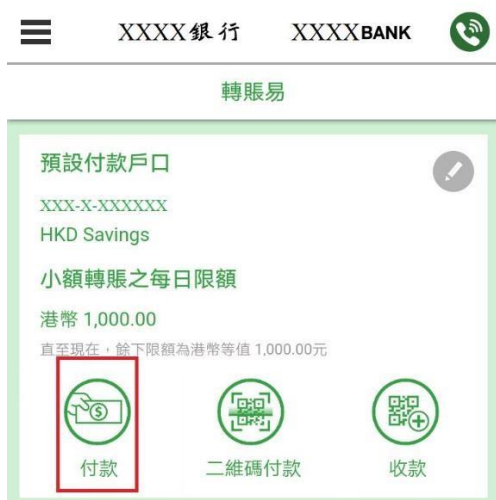 XXXX銀行 XXXXBANK
轉賬易
預設付款戶口
XXX-X-XXXXXX
HKD Savings
小額轉賬之每日限額
港幣 1,000.00
直至現在，餘下限額為港幣等值 1,000.00元
付款 二維碼付款 收款